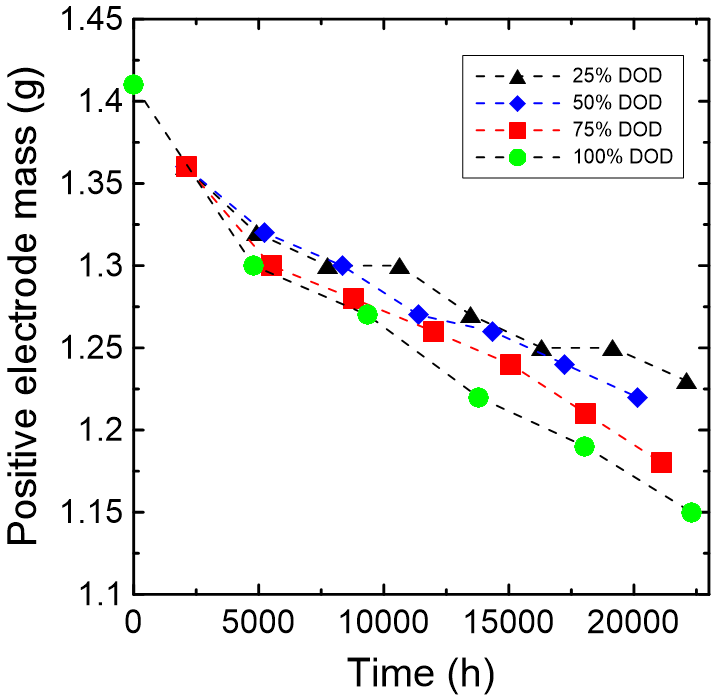 1.45
1.4
1.35
1.3
1.25
1.2
1.15
1.1
Positive electrode mass (g)
25% DOD
50% DOD
75% DOD
100% DOD
0
5000
10000
15000
20000
Time (h)